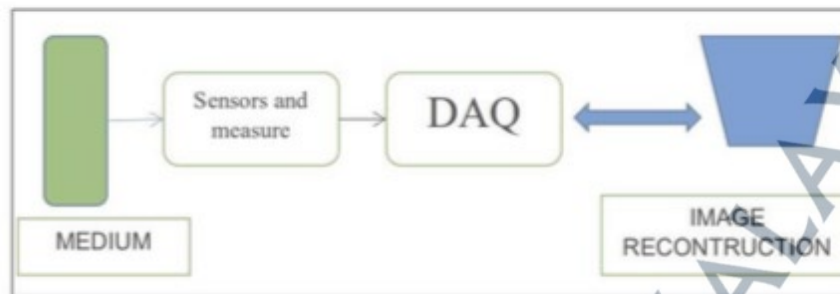 Sensors and
measure
DAQ
MEDIUM
IMAGE
RECONTRUCTION